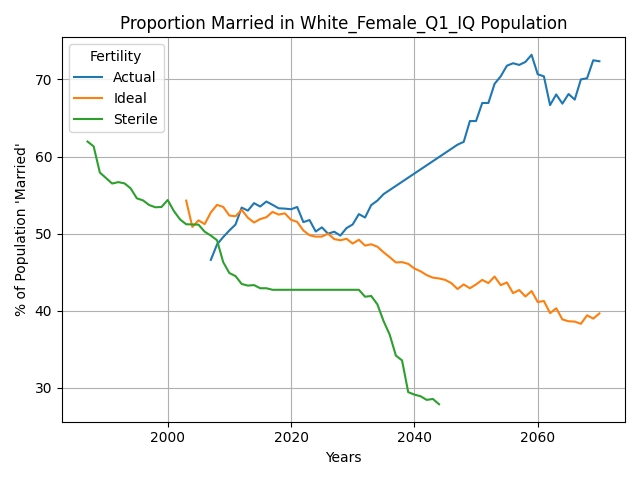 Proportion Married in White_Female_Q1_IQ Population
Fertility
Actual
Ideal
Sterile
% of Population 'Married'
70
60
50
40
30
2000
2020
2040
2060
Years